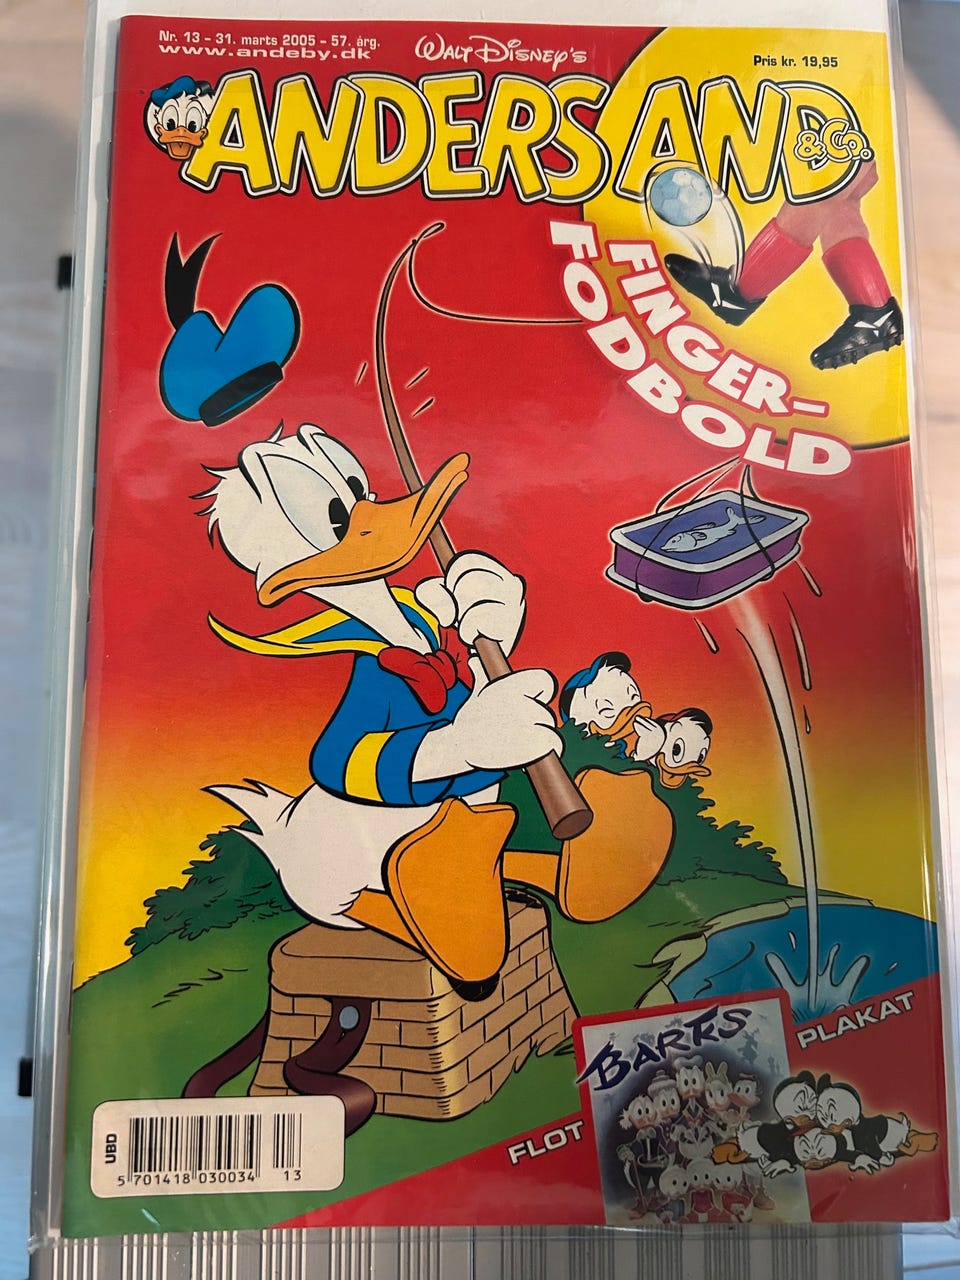 Nr. 13 - 31. marts 2005 - 57. årg.
www.andeby.dk
WALT DISNEY'S
Pris kr. 19,95
ANDERS AND
& Co.
FINGER-
FODBOLD
BARKS
FLOT
PLAKAT
UBD
5 701418 030034
13